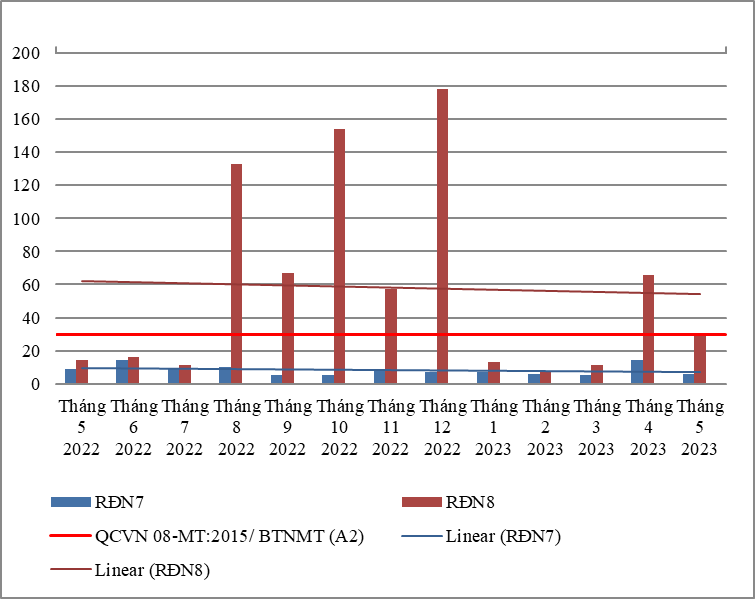 200
180
160
140
120
100
80
60
40
20
0
Tháng Tháng Tháng Tháng Tháng Tháng Tháng Tháng Tháng Tháng Tháng Tháng Tháng
5 6 7 8 9 10 11 12 1 2 3 4 5
2022 2022 2022 2022 2022 2022 2022 2022 2023 2023 2023 2023 2023
RĐN7 RĐN8
QCVN 08-MT:2015/ BTNMT (A2) Linear (RĐN7)
Linear (RĐN8)